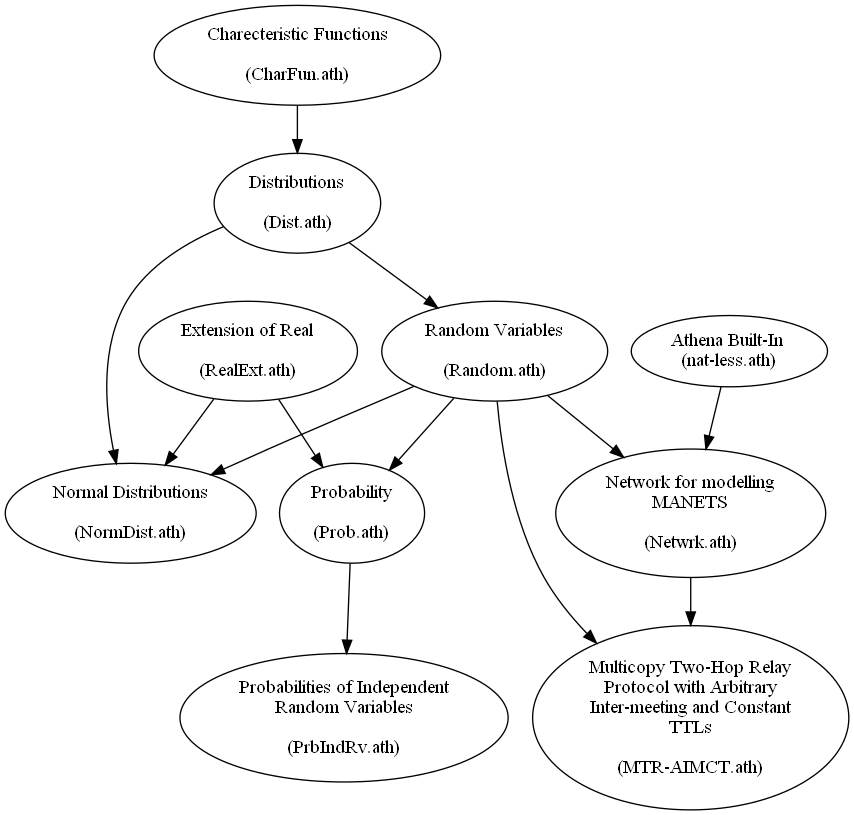 Charecteristic Functions
(CharFun.ath)
Distributions
(Dist.ath)
Extension of Real
(RealExt.ath)
Random Variables
(Random.ath)
Athena Built-In
(nat-less.ath)
Normal Distributions
(NormDist.ath)
Probability
(Prob.ath)
Network for modelling
MANETS
(Netwrk.ath)
Probabilities of Independent
Random Variables
(PrbIndRv.ath)
Multicopy Two-Hop Relay
Protocol with Arbitrary
Inter-meeting and Constant
TTLs
(MTR-AIMCT.ath)